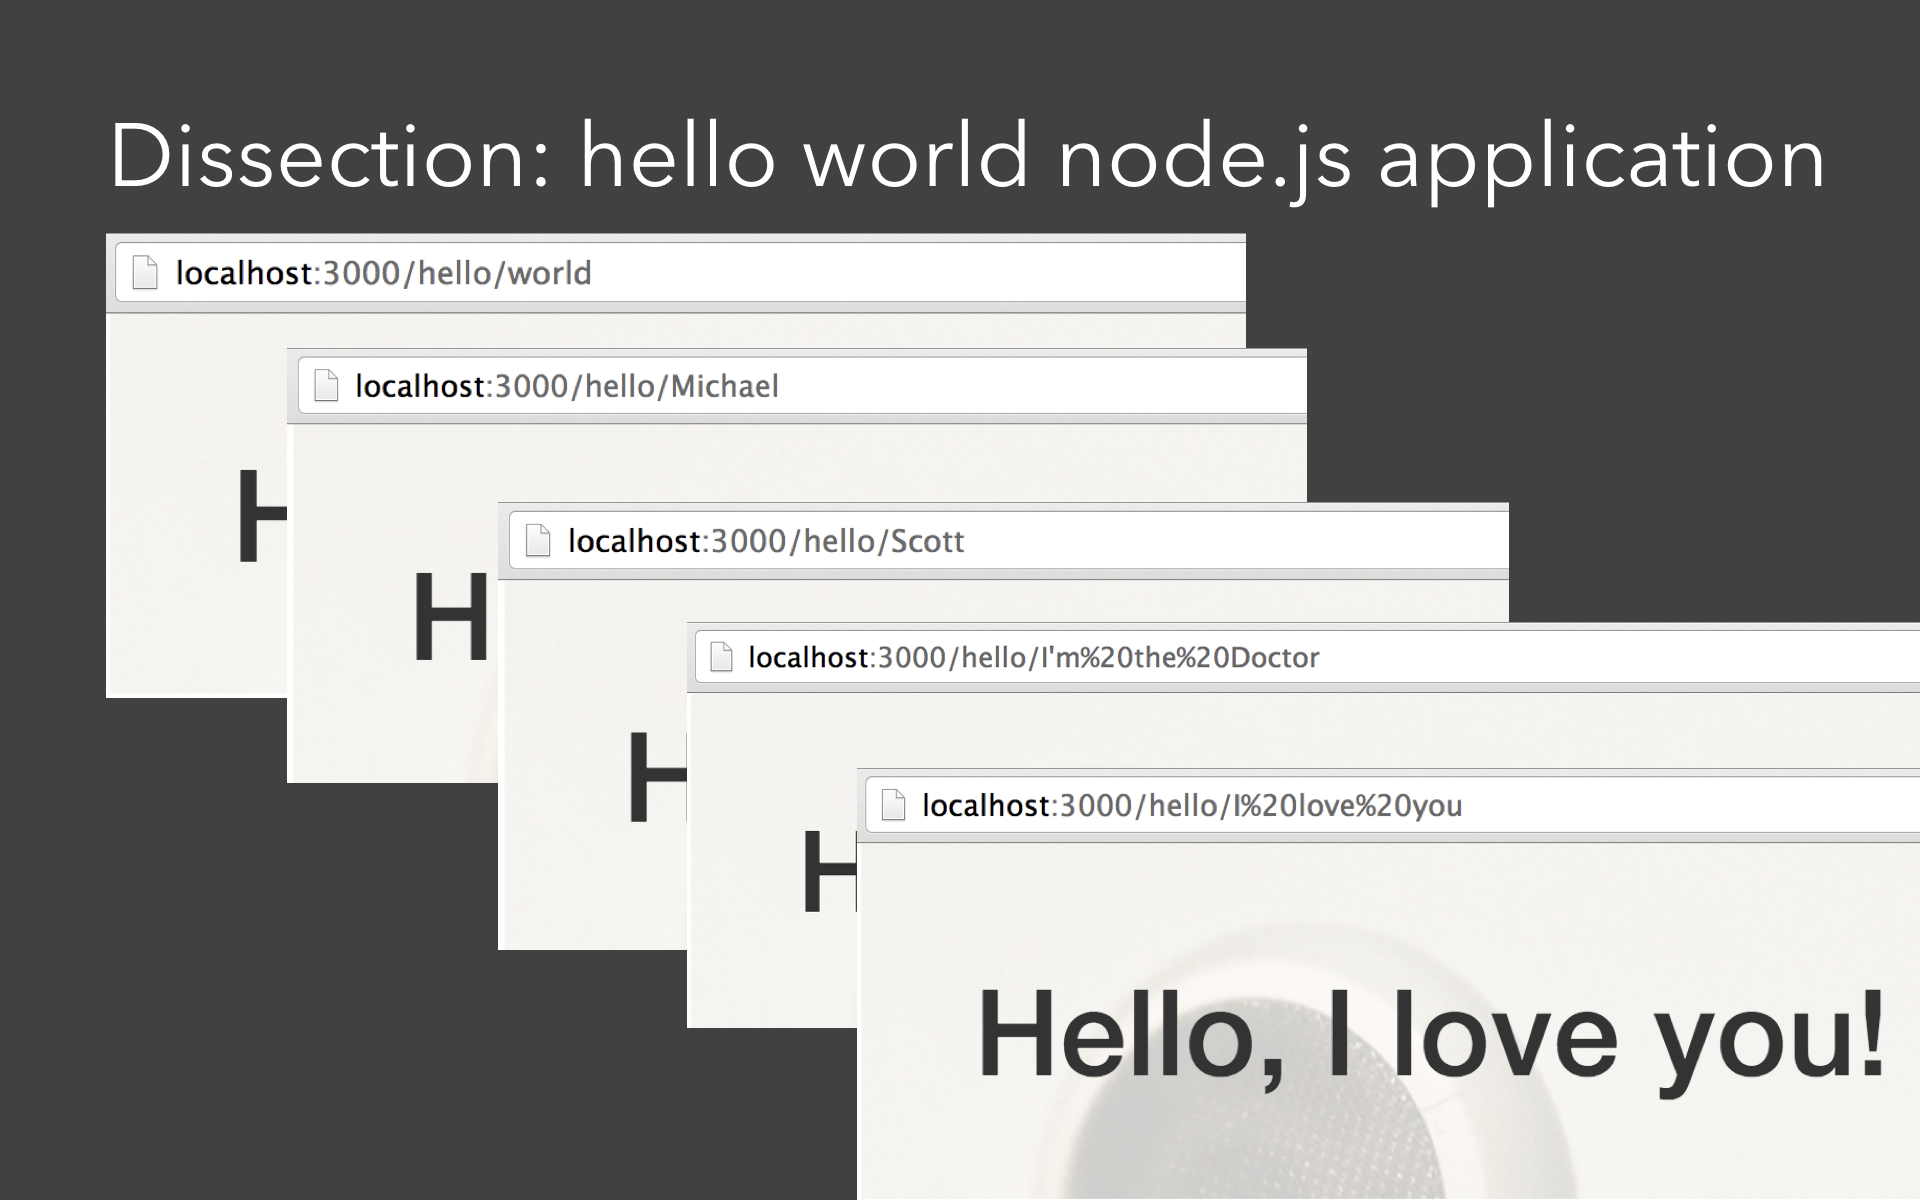 Dissection: hello world node.js application
localhost:3000/hello/world
localhost:3000/hello/Michael
H
localhost:3000/hello/Scott
H
localhost:3000/hello/I'm%20the%20Doctor
H
localhost:3000/hello/I%20love%20you
H
Hello, I love you!